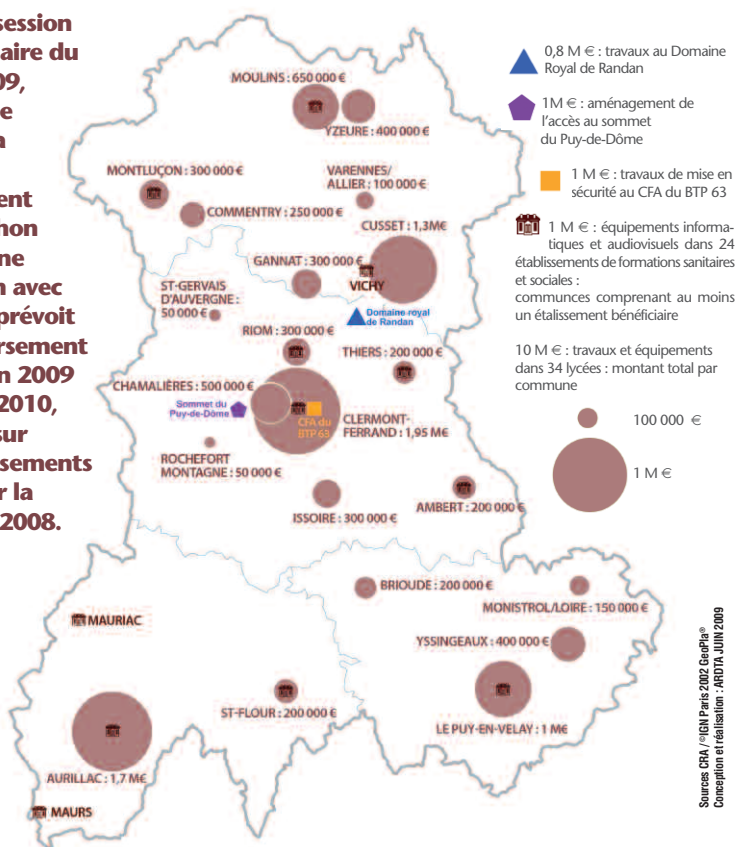 session
aire du
09,
e
a
ent
hon
ne
n avec
prévoit
rsement
n 2009
2010,
sur
sements
r la
2008.
MOULINS : 650 000 €
YZEURE : 400 000 €
MONTLUÇON : 300 000 €
VARENNES/
ALLIER : 100 000 €
COMMENTRY : 250 000 €
CUSSET : 1,3M€
GANNAT : 300 000 €
VICHY
ST-GERVAIS
D'AUVERGNE :
50 000 €
Domaine royal
de Randan
RIOM : 300 000 €
THIERS : 200 000 €
CHAMALIÈRES : 500 000 €
Sommet du
Puy-de-Dôme
CFA du
BTP 63
CLERMONT-
FERRAND : 1,95 M€
ROCHEFORT
MONTAGNE : 50 000 €
ISSOIRE : 300 000 €
AMBERT : 200 000 €
BRIOUDE : 200 000 €
MONISTROL/LOIRE : 150 000 €
MAURIAC
YSSINGEAUX : 400 000 €
ST-FLOUR : 200 000 €
LE PUY-EN-VELAY : 1 M€
AURILLAC : 1,7 M€
MAURS
0,8 M € : travaux au Domaine
Royal de Randan
1M € : aménagement de
l'accès au sommet
du Puy-de-Dôme
1 M € : travaux de mise en
sécurité au CFA du BTP 63
1 M € : équipements informa-
tiques et audiovisuels dans 24
établissements de formations sanitaires
et sociales :
communces comprenant au moins
un étalissement bénéficiaire
10 M € : travaux et équipements
dans 34 lycées : montant total par
commune
100 000 €
1 M €
Sources CRA / ©IGN Paris 2002 GeoPla®
Conception et réalisation : ARDTA JUIN 2009